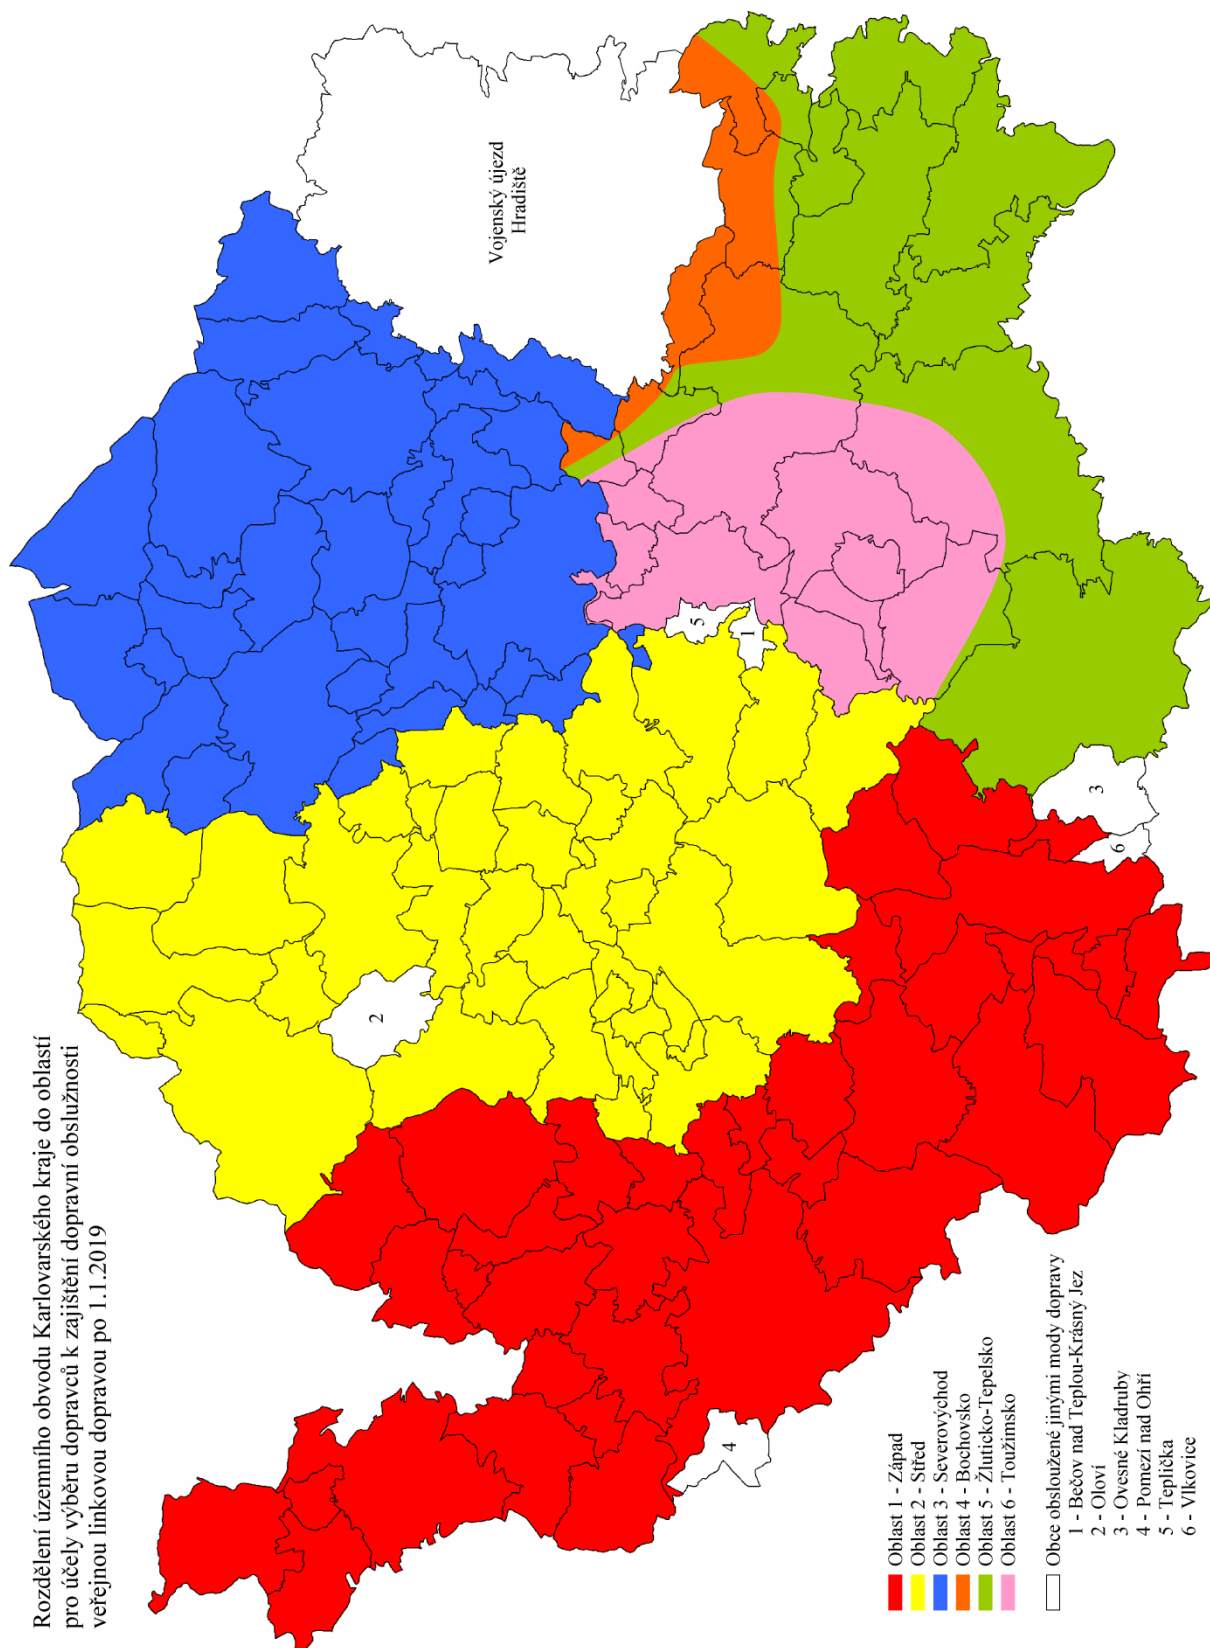 Rozdělení územního obvodu Karlovarského kraje do oblastí
pro účely výběru dopravců k zajištění dopravní obslužnosti
veřejnou linkovou dopravou po 1.1.2019
Vojenský újezd
Hradiště
2
5
1
3
6
4
Oblast 1 - Západ
Oblast 2 - Střed
Oblast 3 - Severovýchod
Oblast 4 - Bochovsko
Oblast 5 - Žluticko-Tepelsko
Oblast 6 - Toužimsko
Obce obsloužené jinými mody dopravy
1 - Bečov nad Teplou-Krásný Jez
2 - Oloví
3 - Ovesné Kladruby
4 - Pomezí nad Ohří
5 - Teplička
6 - Vlkovice